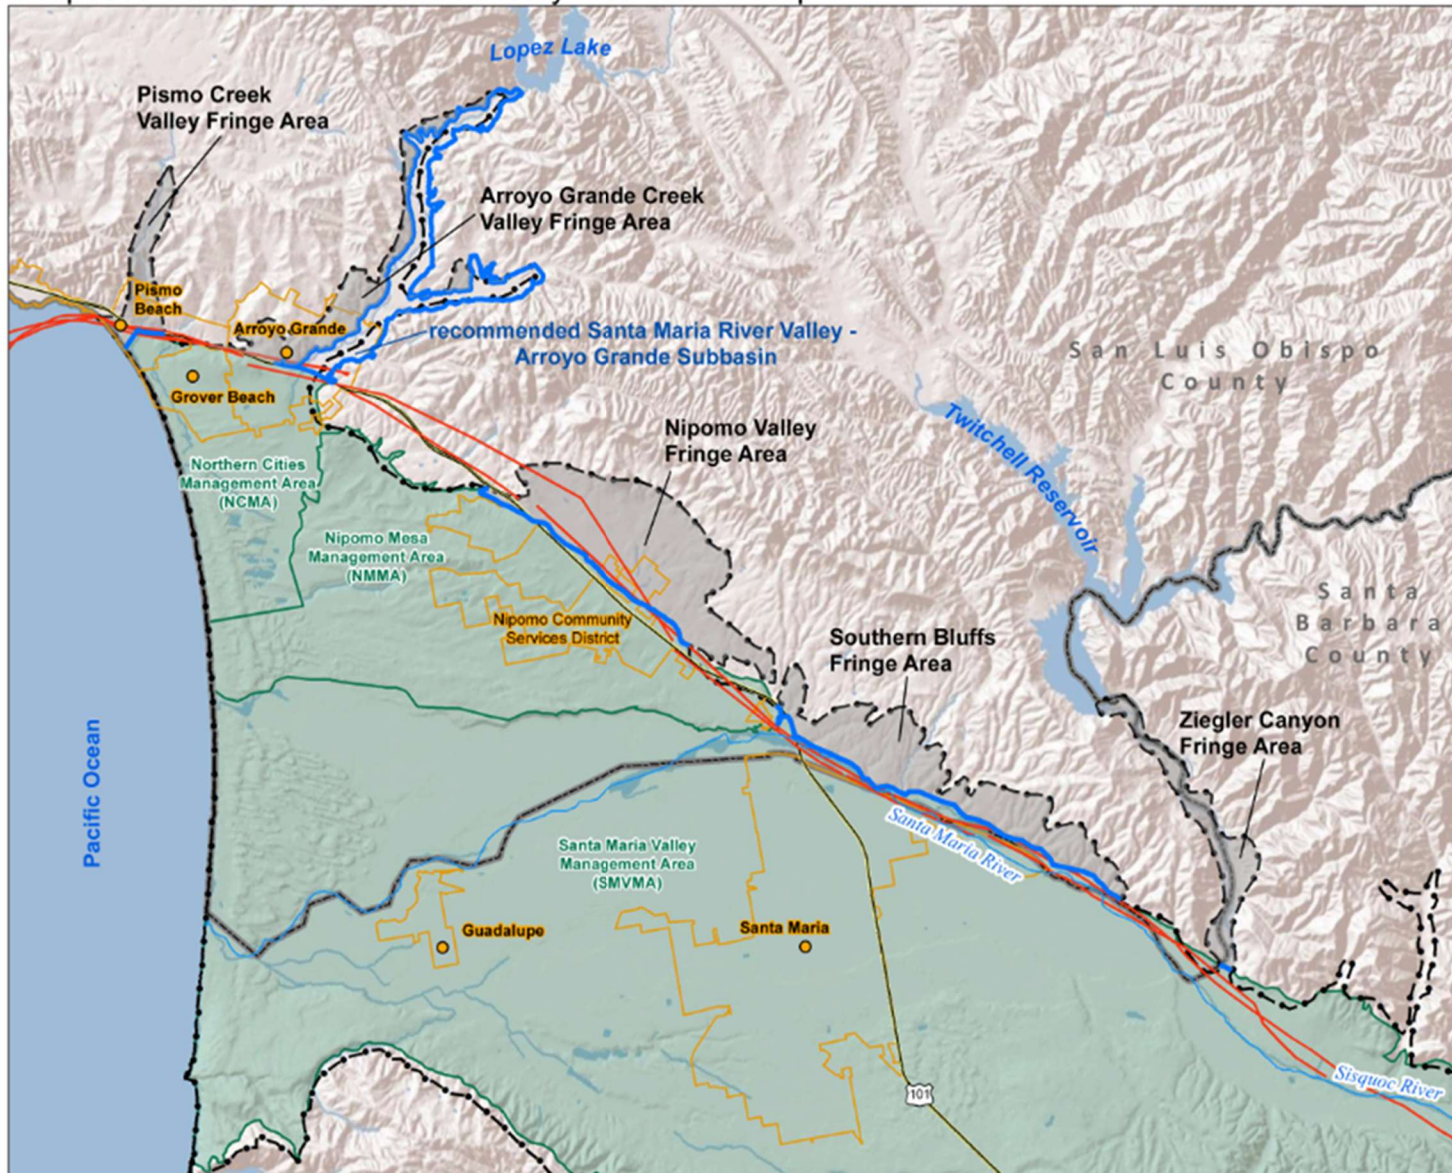 Lopez Lake
Pismo Creek
Valley Fringe Area
Arroyo Grande Creek
Valley Fringe Area
Pismo
Beach
Arroyo Grande
recommended Santa Maria River Valley -
Arroyo Grande Subbasin
San Luis Obispo
County
Grover Beach
Twitchell Reservoir
Nipomo Valley
Fringe Area
Northern Cities
Management Area
(NCMA)
Nipomo Mesa
Management Area
(NMMA)
Santa
Barbara
County
Nipomo Community
Services District
Southern Bluffs
Fringe Area
Ziegler Canyon
Fringe Area
Pacific Ocean
Santa Maria River
Santa Maria Valley
Management Area
(SMVMA)
Guadalupe
Santa Maria
Sisquoc River
101